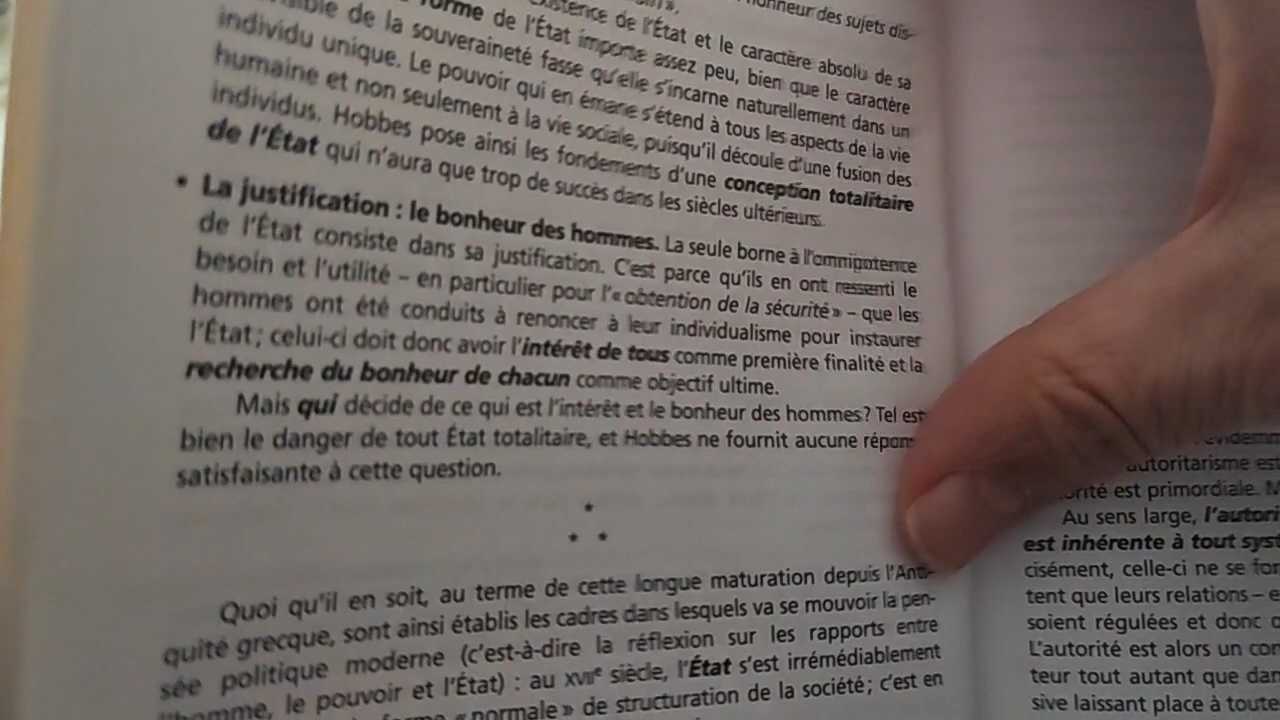 bonheur des sujets dis-
forme de l'État importe assez peu, bien que le caractère
existence de l'État et le caractère absolu de sa
de la souveraineté fasse qu'elle s'incarne naturellement dans un
individu unique. Le pouvoir qui en émane s'étend à tous les aspects de la vie
humaine et non seulement à la vie sociale, puisqu'il découle d'une fusion des
individus. Hobbes pose ainsi les fondements d'une conception totalitaire
de l'État qui n'aura que trop de succès dans les siècles ultérieurs.
• La justification : le bonheur des hommes. La seule borne à l'omnipotence
de l'État consiste dans sa justification. C'est parce qu'ils en ont ressenti le
besoin et l'utilité – en particulier pour l'« obtention de la sécurité » – que les
hommes ont été conduits à renoncer à leur individualisme pour instaurer
l'État ; celui-ci doit donc avoir l'intérêt de tous comme première finalité et la
recherche du bonheur de chacun comme objectif ultime.
Mais qui décide de ce qui est l'intérêt et le bonheur des hommes ? Tel est
bien le danger de tout État totalitaire, et Hobbes ne fournit aucune répon
satisfaisante à cette question.
*
* *
Quoi qu'il en soit, au terme de cette longue maturation depuis l'Anti-
quité grecque, sont ainsi établis les cadres dans lesquels va se mouvoir la pen-
sée politique moderne (c'est-à-dire la réflexion sur les rapports entre
l'homme, le pouvoir et l'État) : au XVIIe siècle, l'État s'est irrémédiablement
« normale » de structuration de la société ; c'est en
autoritarisme est
est primordiale. M
Au sens large, l'autori
est inhérente à tout syst
cisément, celle-ci ne se for
tent que leurs relations – e
soient régulées et donc
L'autorité est alors un con
teur tout autant que dan
sive laissant place à toute